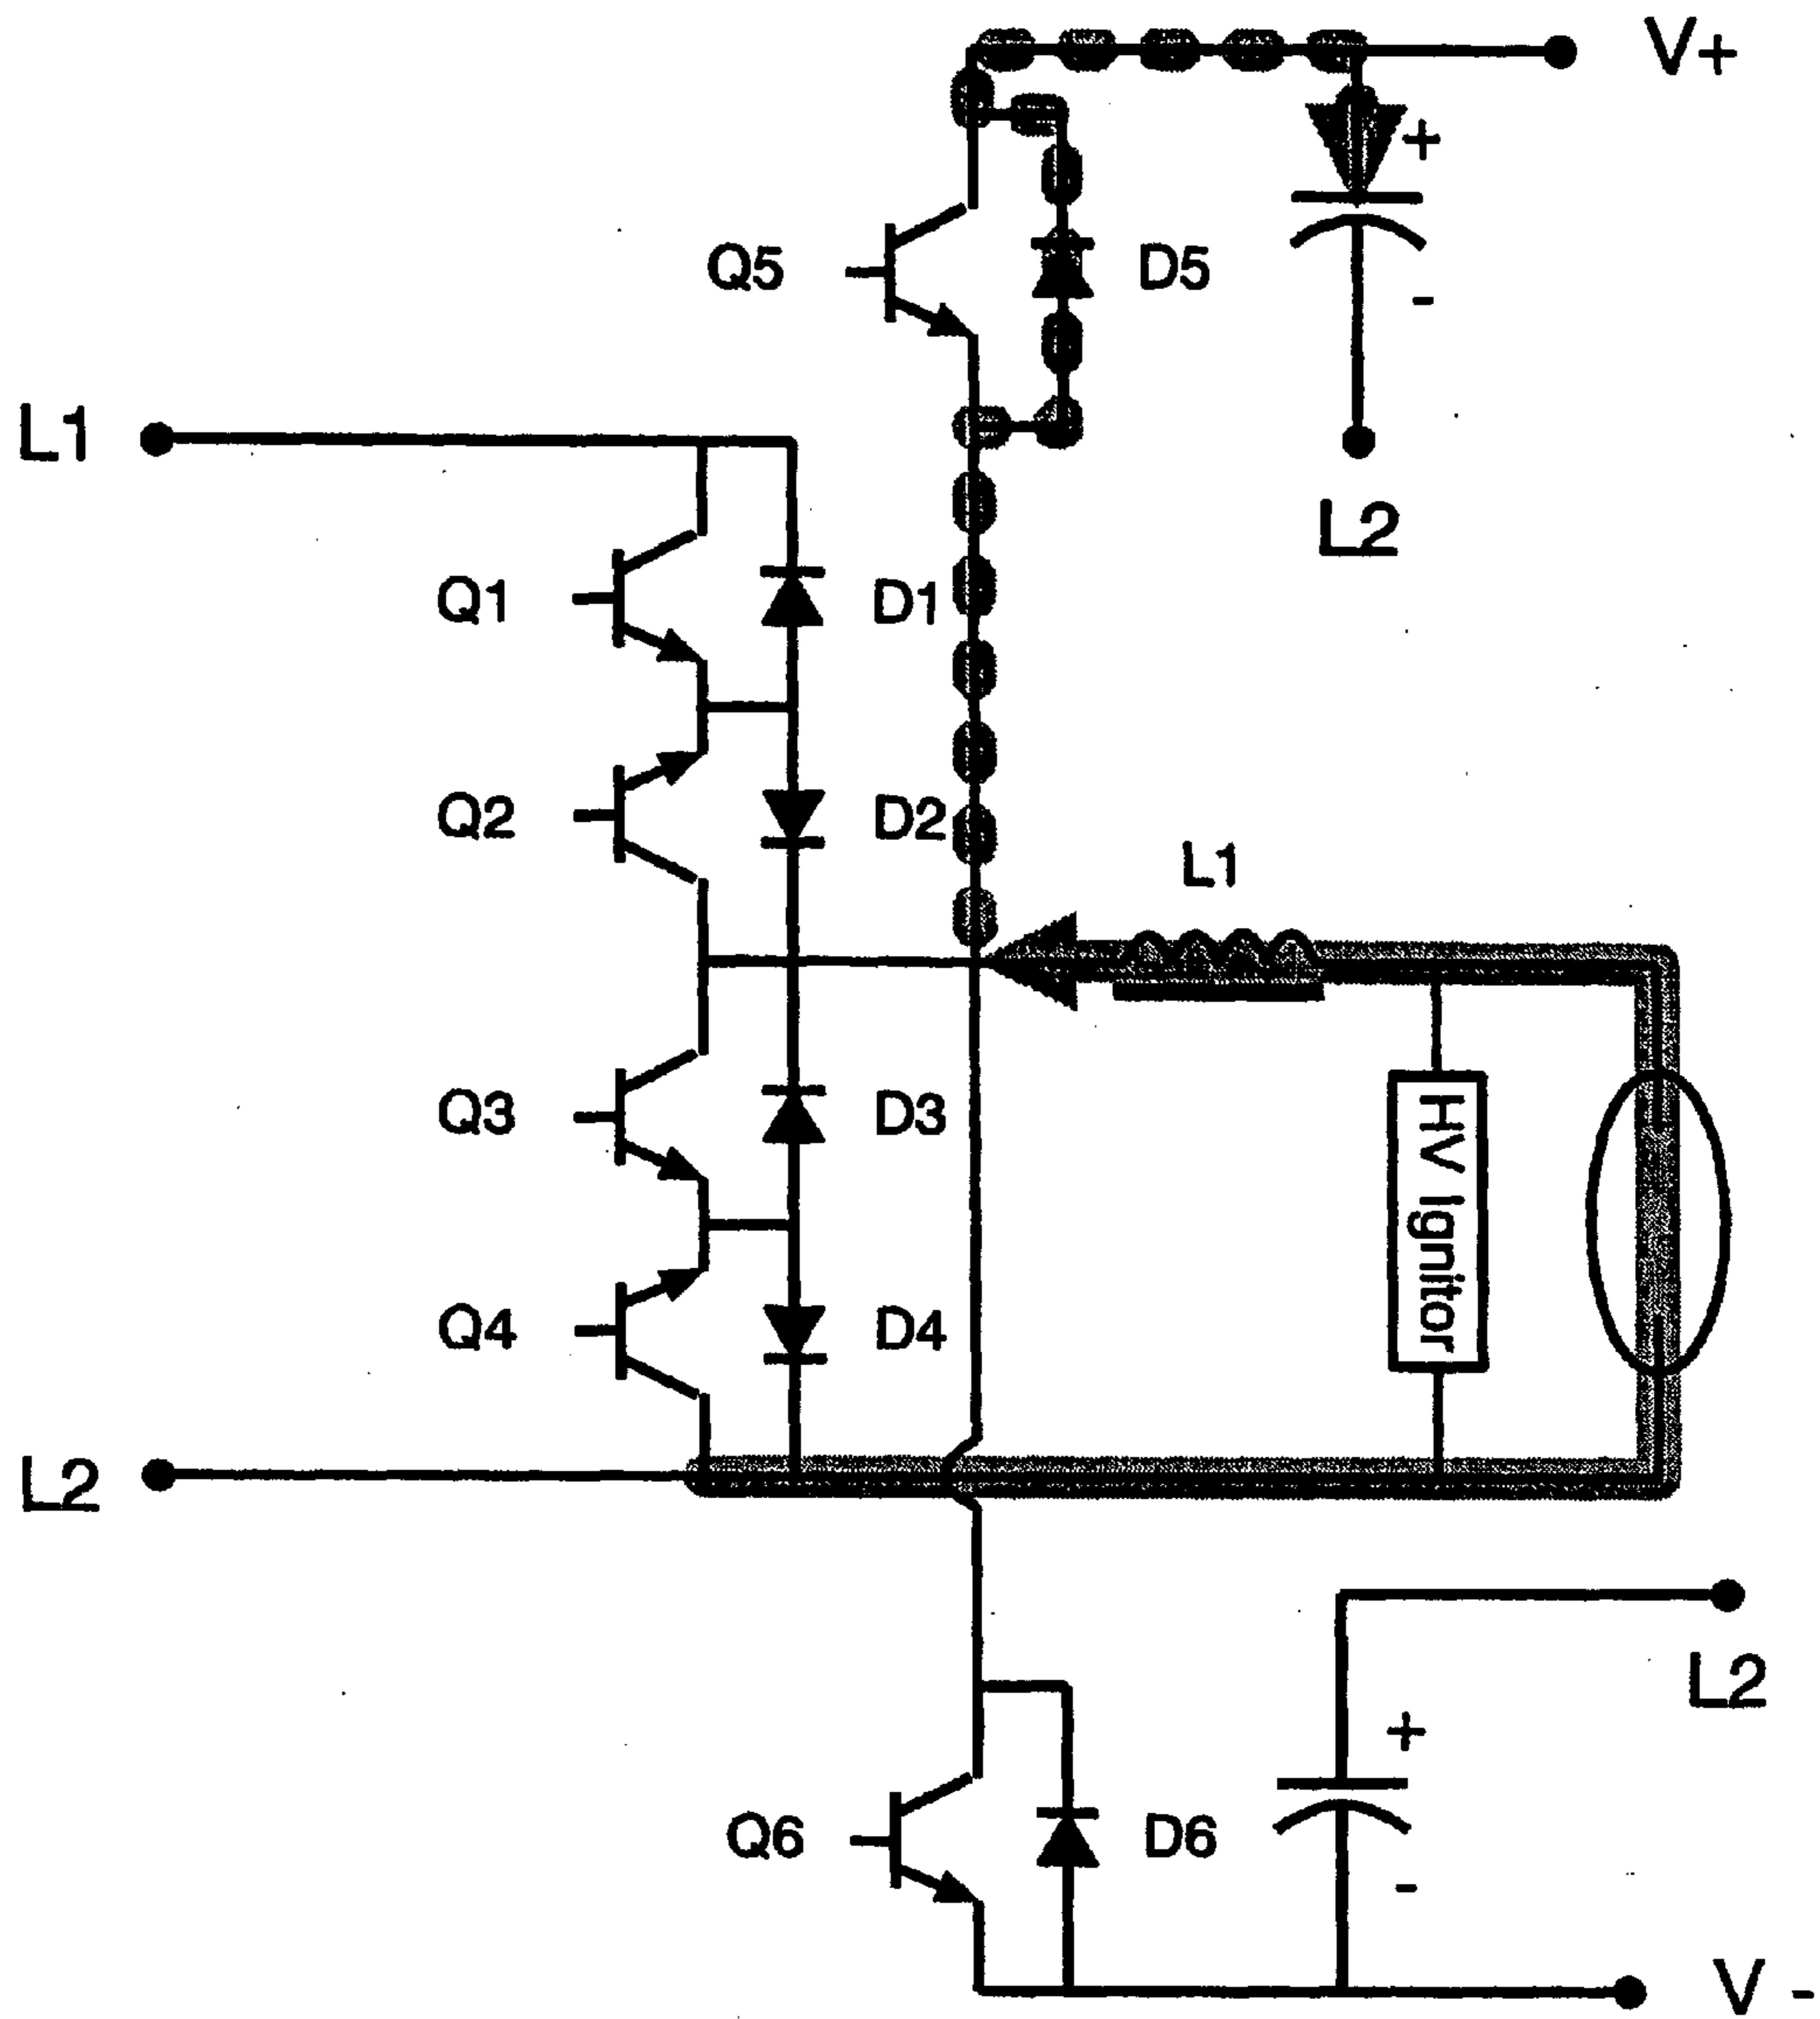 V+
+
Q5
D5
-
L1
L2
Q1
D1
Q2
D2
L1
Q3
D3
HV Ignitor
Q4
D4
L2
L2
+
Q6
D6
-
V -